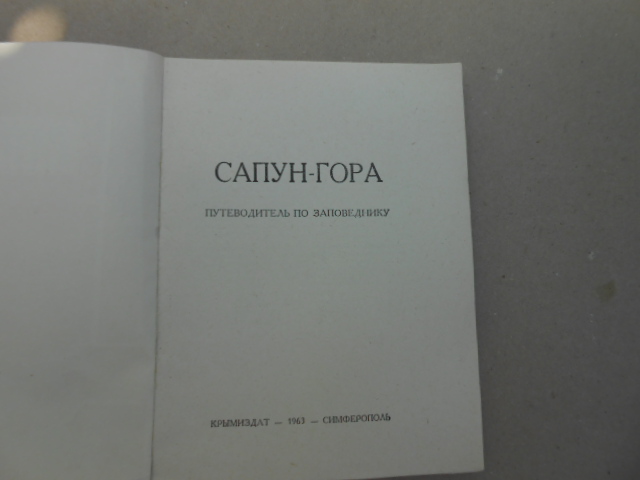 САПУН-ГОРА
ПУТЕВОДИТЕЛЬ ПО ЗАПОВЕДНИКУ
КРЫМИЗДАТ — 1963 — СИМФЕРОПОЛЬ